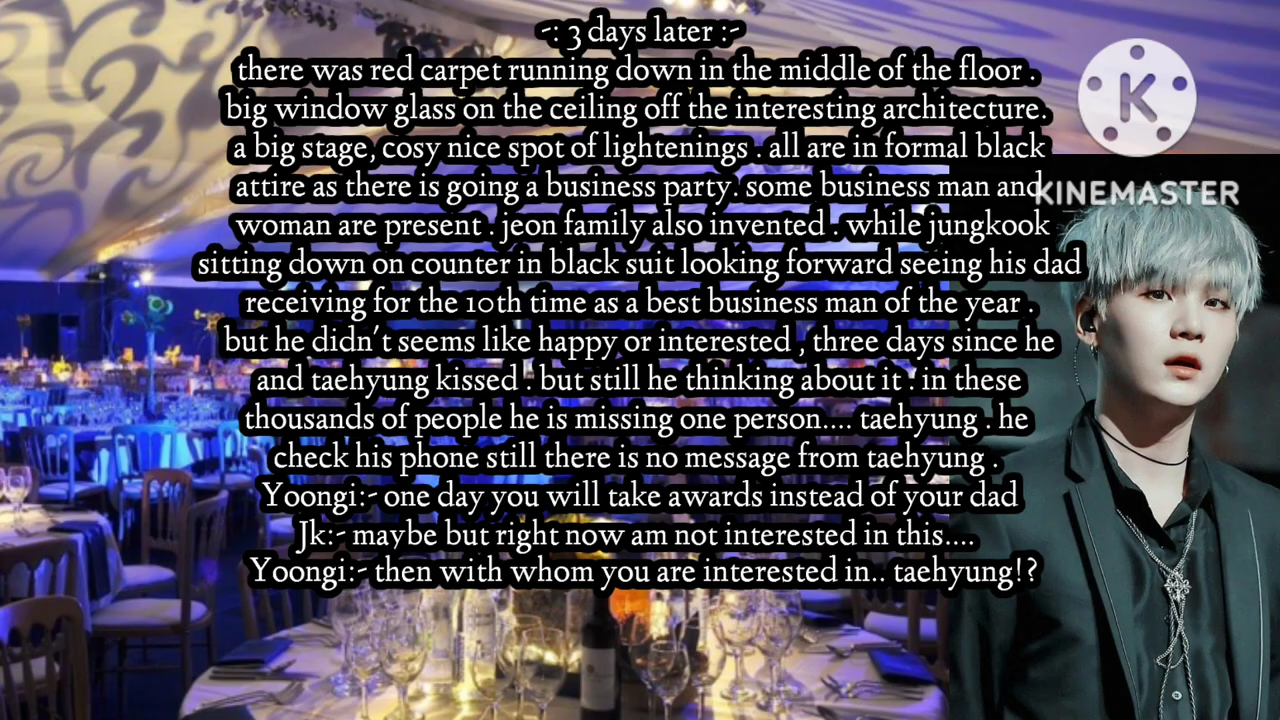 -: 3 days later :-
there was red carpet running down in the middle of the floor .
big window glass on the ceiling off the interesting architecture.
a big stage, cosy nice spot of lightenings . all are in formal black
attire as there is going a business party. some business man and
woman are present . jeon family also invented . while jungkook
sitting down on counter in black suit looking forward seeing his dad
receiving for the 10th time as a best business man of the year .
but he didn't seems like happy or interested , three days since he
and taehyung kissed . but still he thinking about it . in these
thousands of people he is missing one person.... taehyung . he
check his phone still there is no message from taehyung .
Yoongi:- one day you will take awards instead of your dad
Jk:- maybe but right now am not interested in this....
Yoongi:- then with whom you are interested in.. taehyung!?
K
KINEMASTER